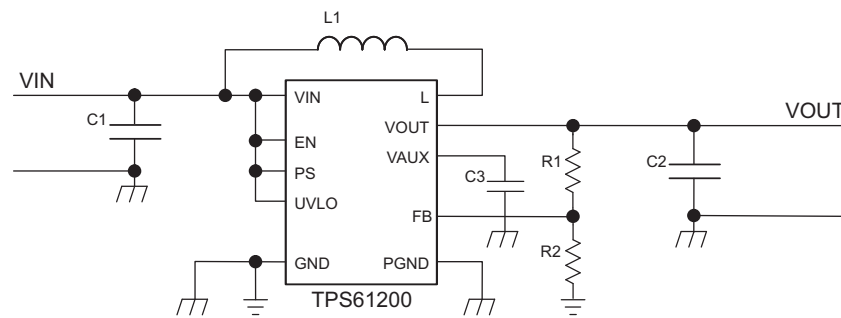 L1
VIN
VIN
L
VOUT
C1
VOUT
EN
VAUX
R1
C2
PS
C3
UVLO
FB
R2
GND
PGND
TPS61200